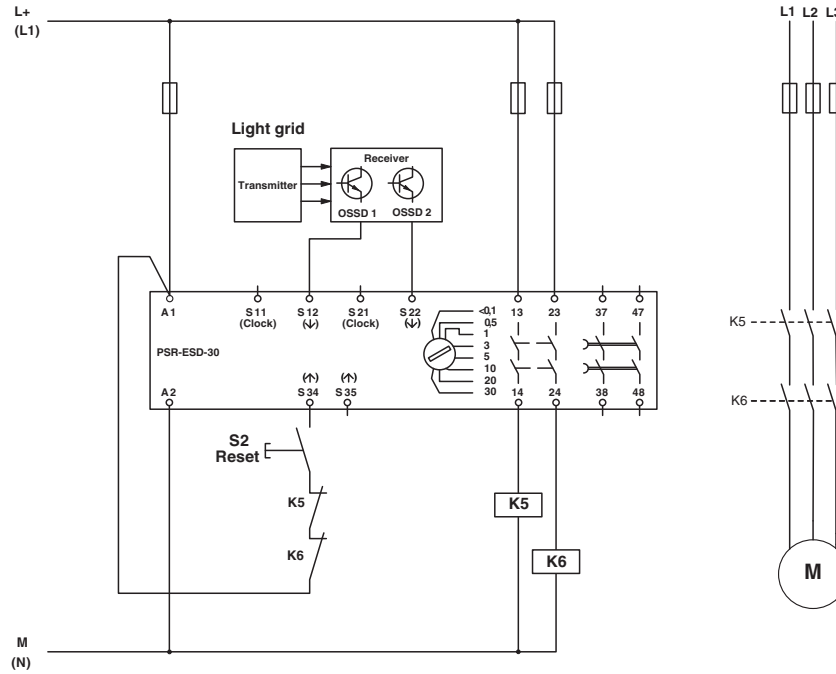 L+
(L1)
L1 L2 L3
Light grid
Transmitter
Receiver
OSSD 1 OSSD 2
A1
S11
(Clock)
S12
(↓)
S21
(Clock)
S22
(↓)
<0,1
0,5
1
3
5
10
20
30
13 23 37 47
PSR-ESD-30
A2
(↑)
S34
(↑)
S35
14 24 38 48
K5
K6
S2
Reset
K5
K6
K5
K6
M
M
(N)